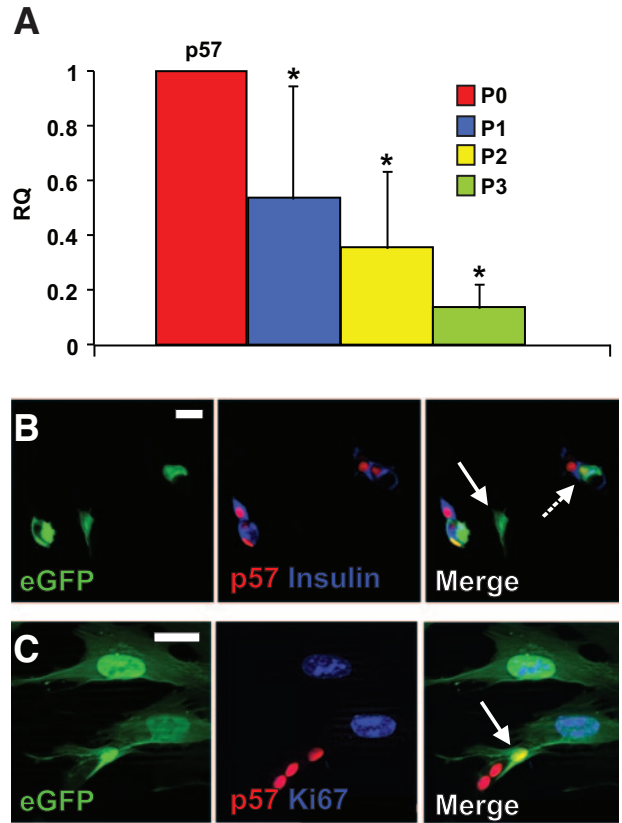 A
p57
1
0.8
0.6
0.4
0.2
0
RQ
*
*
*
P0
P1
P2
P3
B
eGFP
p57 Insulin
Merge
C
eGFP
p57 Ki67
Merge